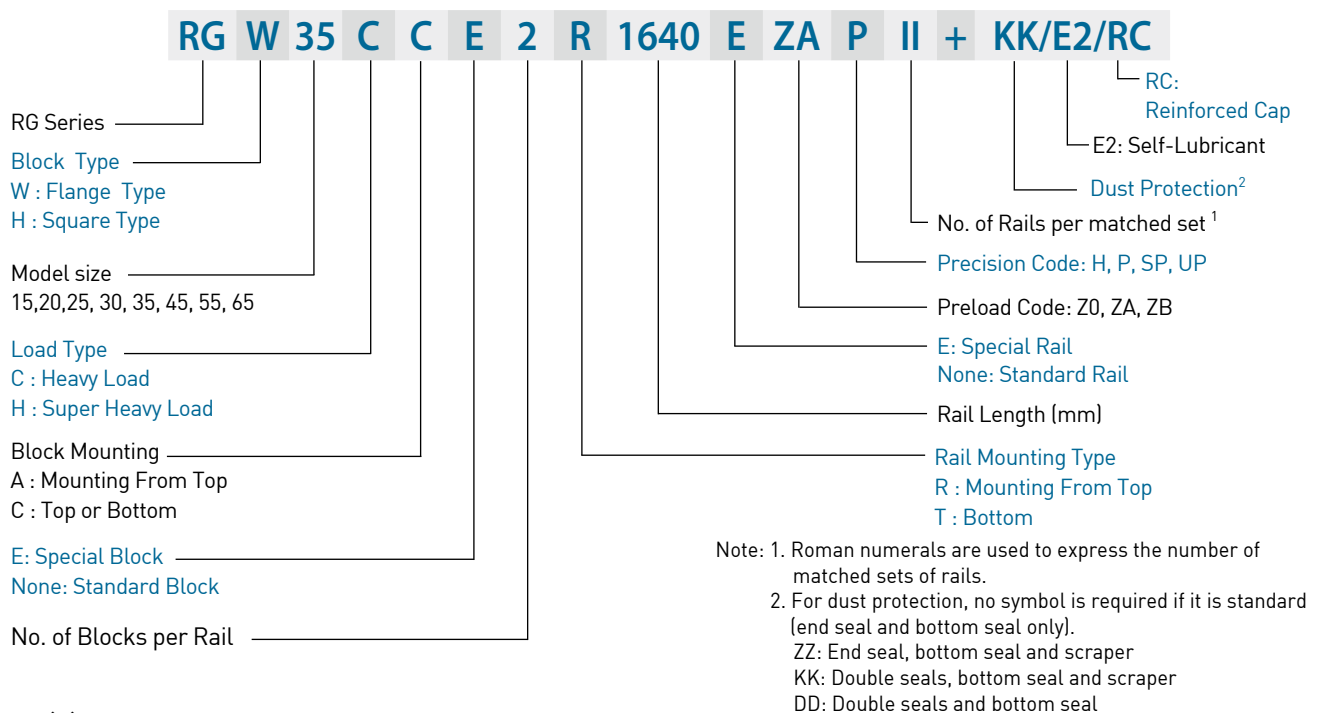 RG W 35 C C E 2 R 1640 E ZA P II + KK/E2/RC
RG Series
Block Type
W : Flange Type
H : Square Type
Model size
15,20,25, 30, 35, 45, 55, 65
Load Type
C : Heavy Load
H : Super Heavy Load
Block Mounting
A : Mounting From Top
C : Top or Bottom
E: Special Block
None: Standard Block
No. of Blocks per Rail
RC:
Reinforced Cap
E2: Self-Lubricant
Dust Protection2
No. of Rails per matched set 1
Precision Code: H, P, SP, UP
Preload Code: Z0, ZA, ZB
E: Special Rail
None: Standard Rail
Rail Length (mm)
Rail Mounting Type
R : Mounting From Top
T : Bottom
Note: 1. Roman numerals are used to express the number of
matched sets of rails.
2. For dust protection, no symbol is required if it is standard
(end seal and bottom seal only).
ZZ: End seal, bottom seal and scraper
KK: Double seals, bottom seal and scraper
DD: Double seals and bottom seal